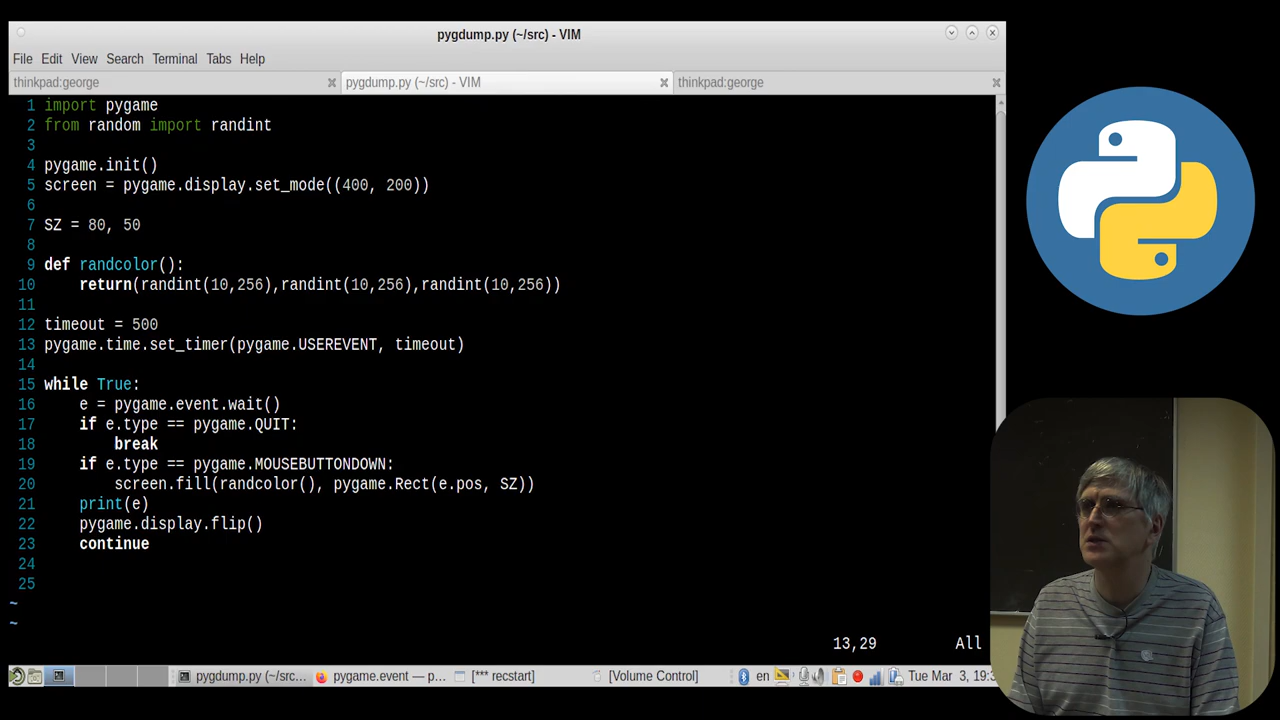 pygdump.py (~/src) - VIM
File Edit View Search Terminal Tabs Help
thinkpad:george pygdump.py (~/src) - VIM thinkpad:george
1 import pygame
2 from random import randint
3
4 pygame.init()
5 screen = pygame.display.set_mode((400, 200))
6
7 SZ = 80, 50
8
9 def randcolor():
10     return(randint(10,256),randint(10,256),randint(10,256))
11
12 timeout = 500
13 pygame.time.set_timer(pygame.USEREVENT, timeout)
14
15 while True:
16     e = pygame.event.wait()
17     if e.type == pygame.QUIT:
18         break
19     if e.type == pygame.MOUSEBUTTONDOWN:
20         screen.fill(randcolor(), pygame.Rect(e.pos, SZ))
21     print(e)
22     pygame.display.flip()
23     continue
24
25
~
~
13,29 All
pygdump.py (~/src... pygame.event — p... [*** recstart] [Volume Control] en Tue Mar 3, 19: